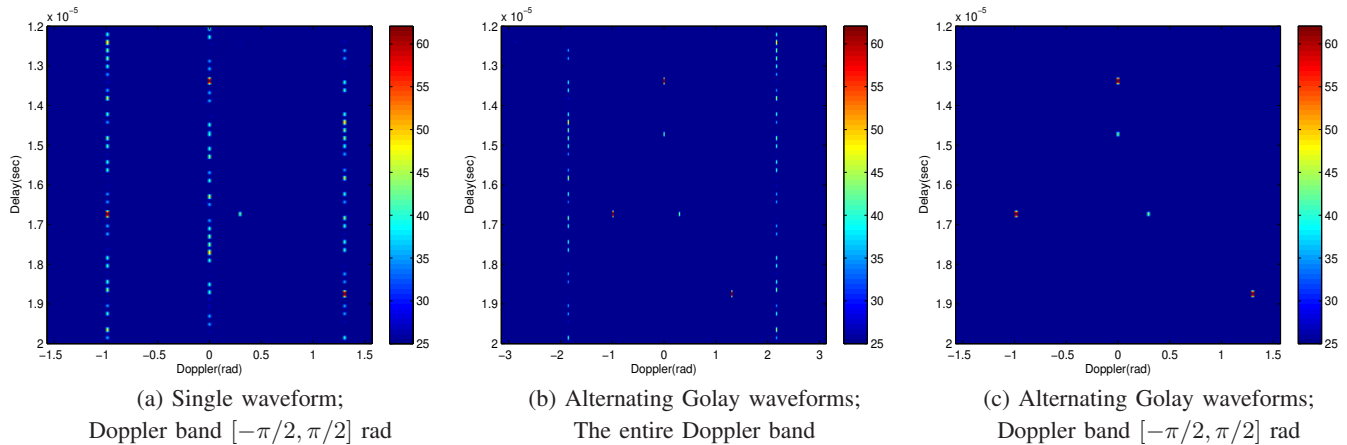 x 10⁻⁵
1.2
1.3
1.4
1.5
1.6
1.7
1.8
1.9
2
Delay(sec)
−1.5 −1 −0.5 0 0.5 1 1.5
Doppler(rad)
60
55
50
45
40
35
30
25
(a) Single waveform;
Doppler band [−π/2, π/2] rad
x 10⁻⁵
1.2
1.3
1.4
1.5
1.6
1.7
1.8
1.9
2
Delay(sec)
−3 −2 −1 0 1 2 3
Doppler(rad)
60
55
50
45
40
35
30
25
(b) Alternating Golay waveforms;
The entire Doppler band
x 10⁻⁵
1.2
1.3
1.4
1.5
1.6
1.7
1.8
1.9
2
Delay(sec)
−1.5 −1 −0.5 0 0.5 1 1.5
Doppler(rad)
60
55
50
45
40
35
30
25
(c) Alternating Golay waveforms;
Doppler band [−π/2, π/2] rad